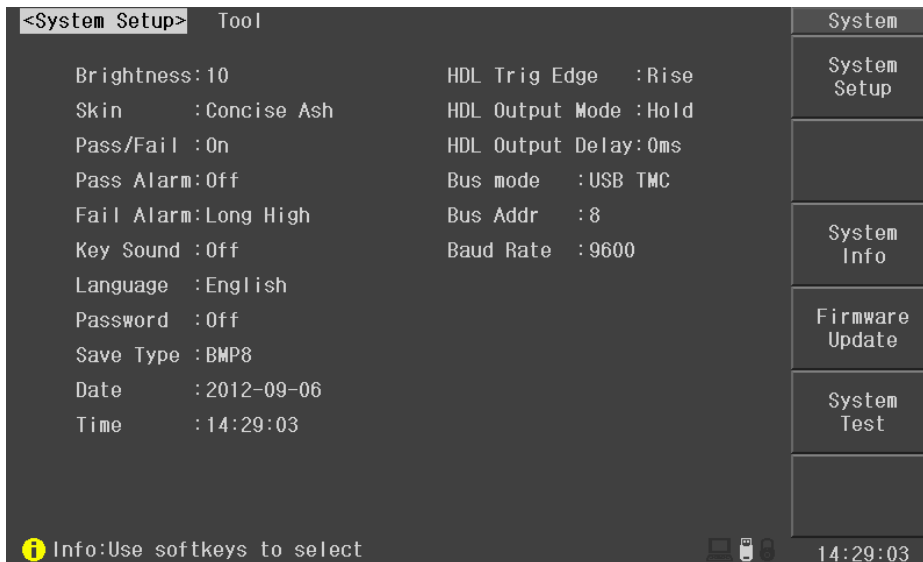 <System Setup> Tool
Brightness:10
Skin :Concise Ash
Pass/Fail :On
Pass Alarm:Off
Fail Alarm:Long High
Key Sound :Off
Language :English
Password :Off
Save Type :BMP8
Date :2012-09-06
Time :14:29:03
HDL Trig Edge :Rise
HDL Output Mode :Hold
HDL Output Delay:0ms
Bus mode :USB TMC
Bus Addr :8
Baud Rate :9600
System
System
Setup
System
Info
Firmware
Update
System
Test
Info:Use softkeys to select
14:29:03